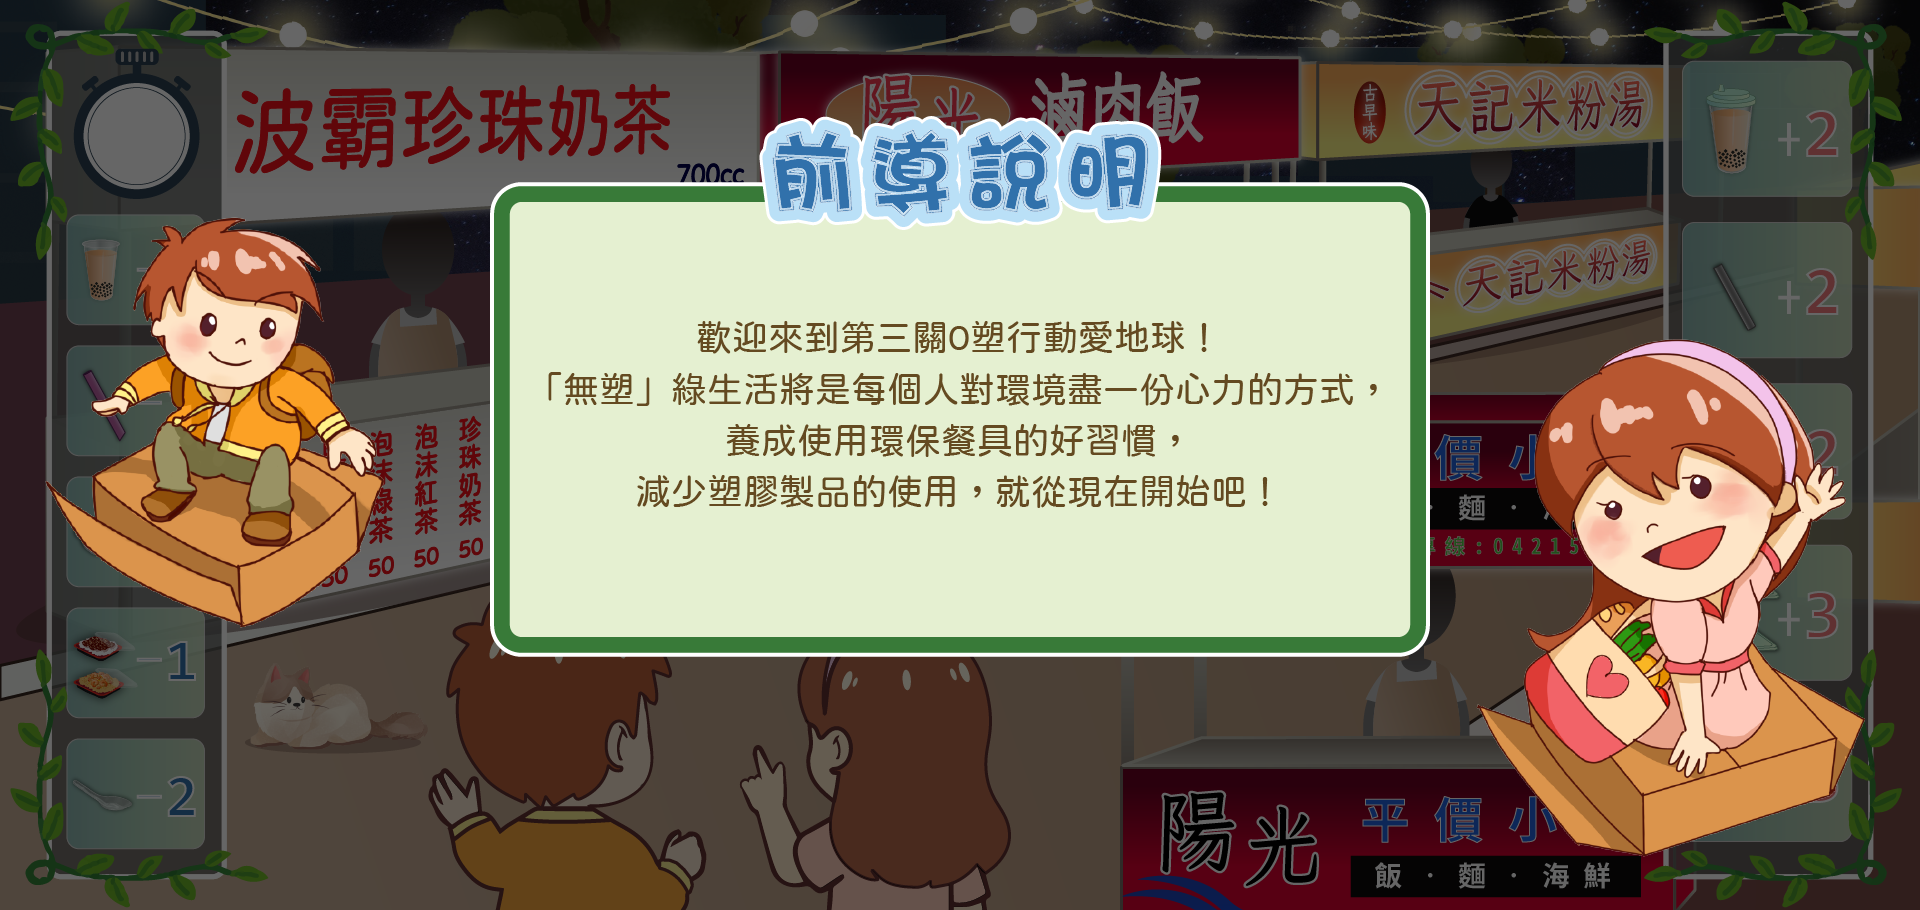 波霸珍珠奶茶
700cc
陽光 滷肉飯
古早味 天記米粉湯
前導說明
天記米粉湯
歡迎來到第三關0塑行動愛地球！
「無塑」綠生活將是每個人對環境盡一份心力的方式，
養成使用環保餐具的好習慣，
減少塑膠製品的使用，就從現在開始吧！
泡沫綠茶 50
泡沫紅茶 50
珍珠奶茶 50
50
-1
-2
+2
+2
2
+3
價 小
麵 ·
線:04215
陽光
平 價 小
飯 · 麵 · 海鮮